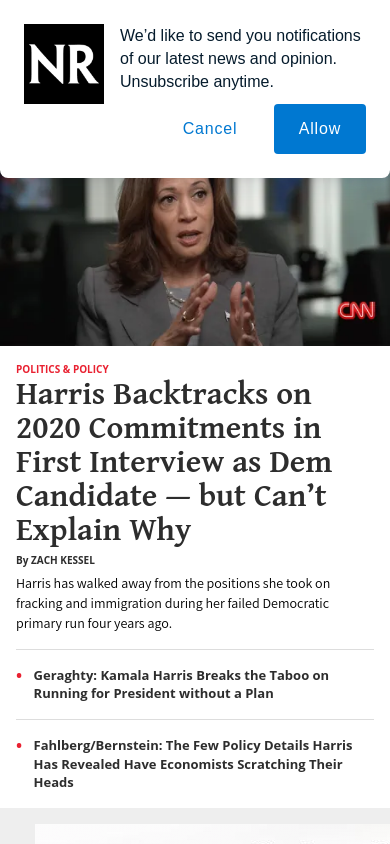 NR
We’d like to send you notifications
of our latest news and opinion.
Unsubscribe anytime.
Cancel
Allow
CNN
POLITICS & POLICY
Harris Backtracks on
2020 Commitments in
First Interview as Dem
Candidate — but Can’t
Explain Why
By ZACH KESSEL
Harris has walked away from the positions she took on
fracking and immigration during her failed Democratic
primary run four years ago.
Geraghty: Kamala Harris Breaks the Taboo on
Running for President without a Plan
Fahlberg/Bernstein: The Few Policy Details Harris
Has Revealed Have Economists Scratching Their
Heads